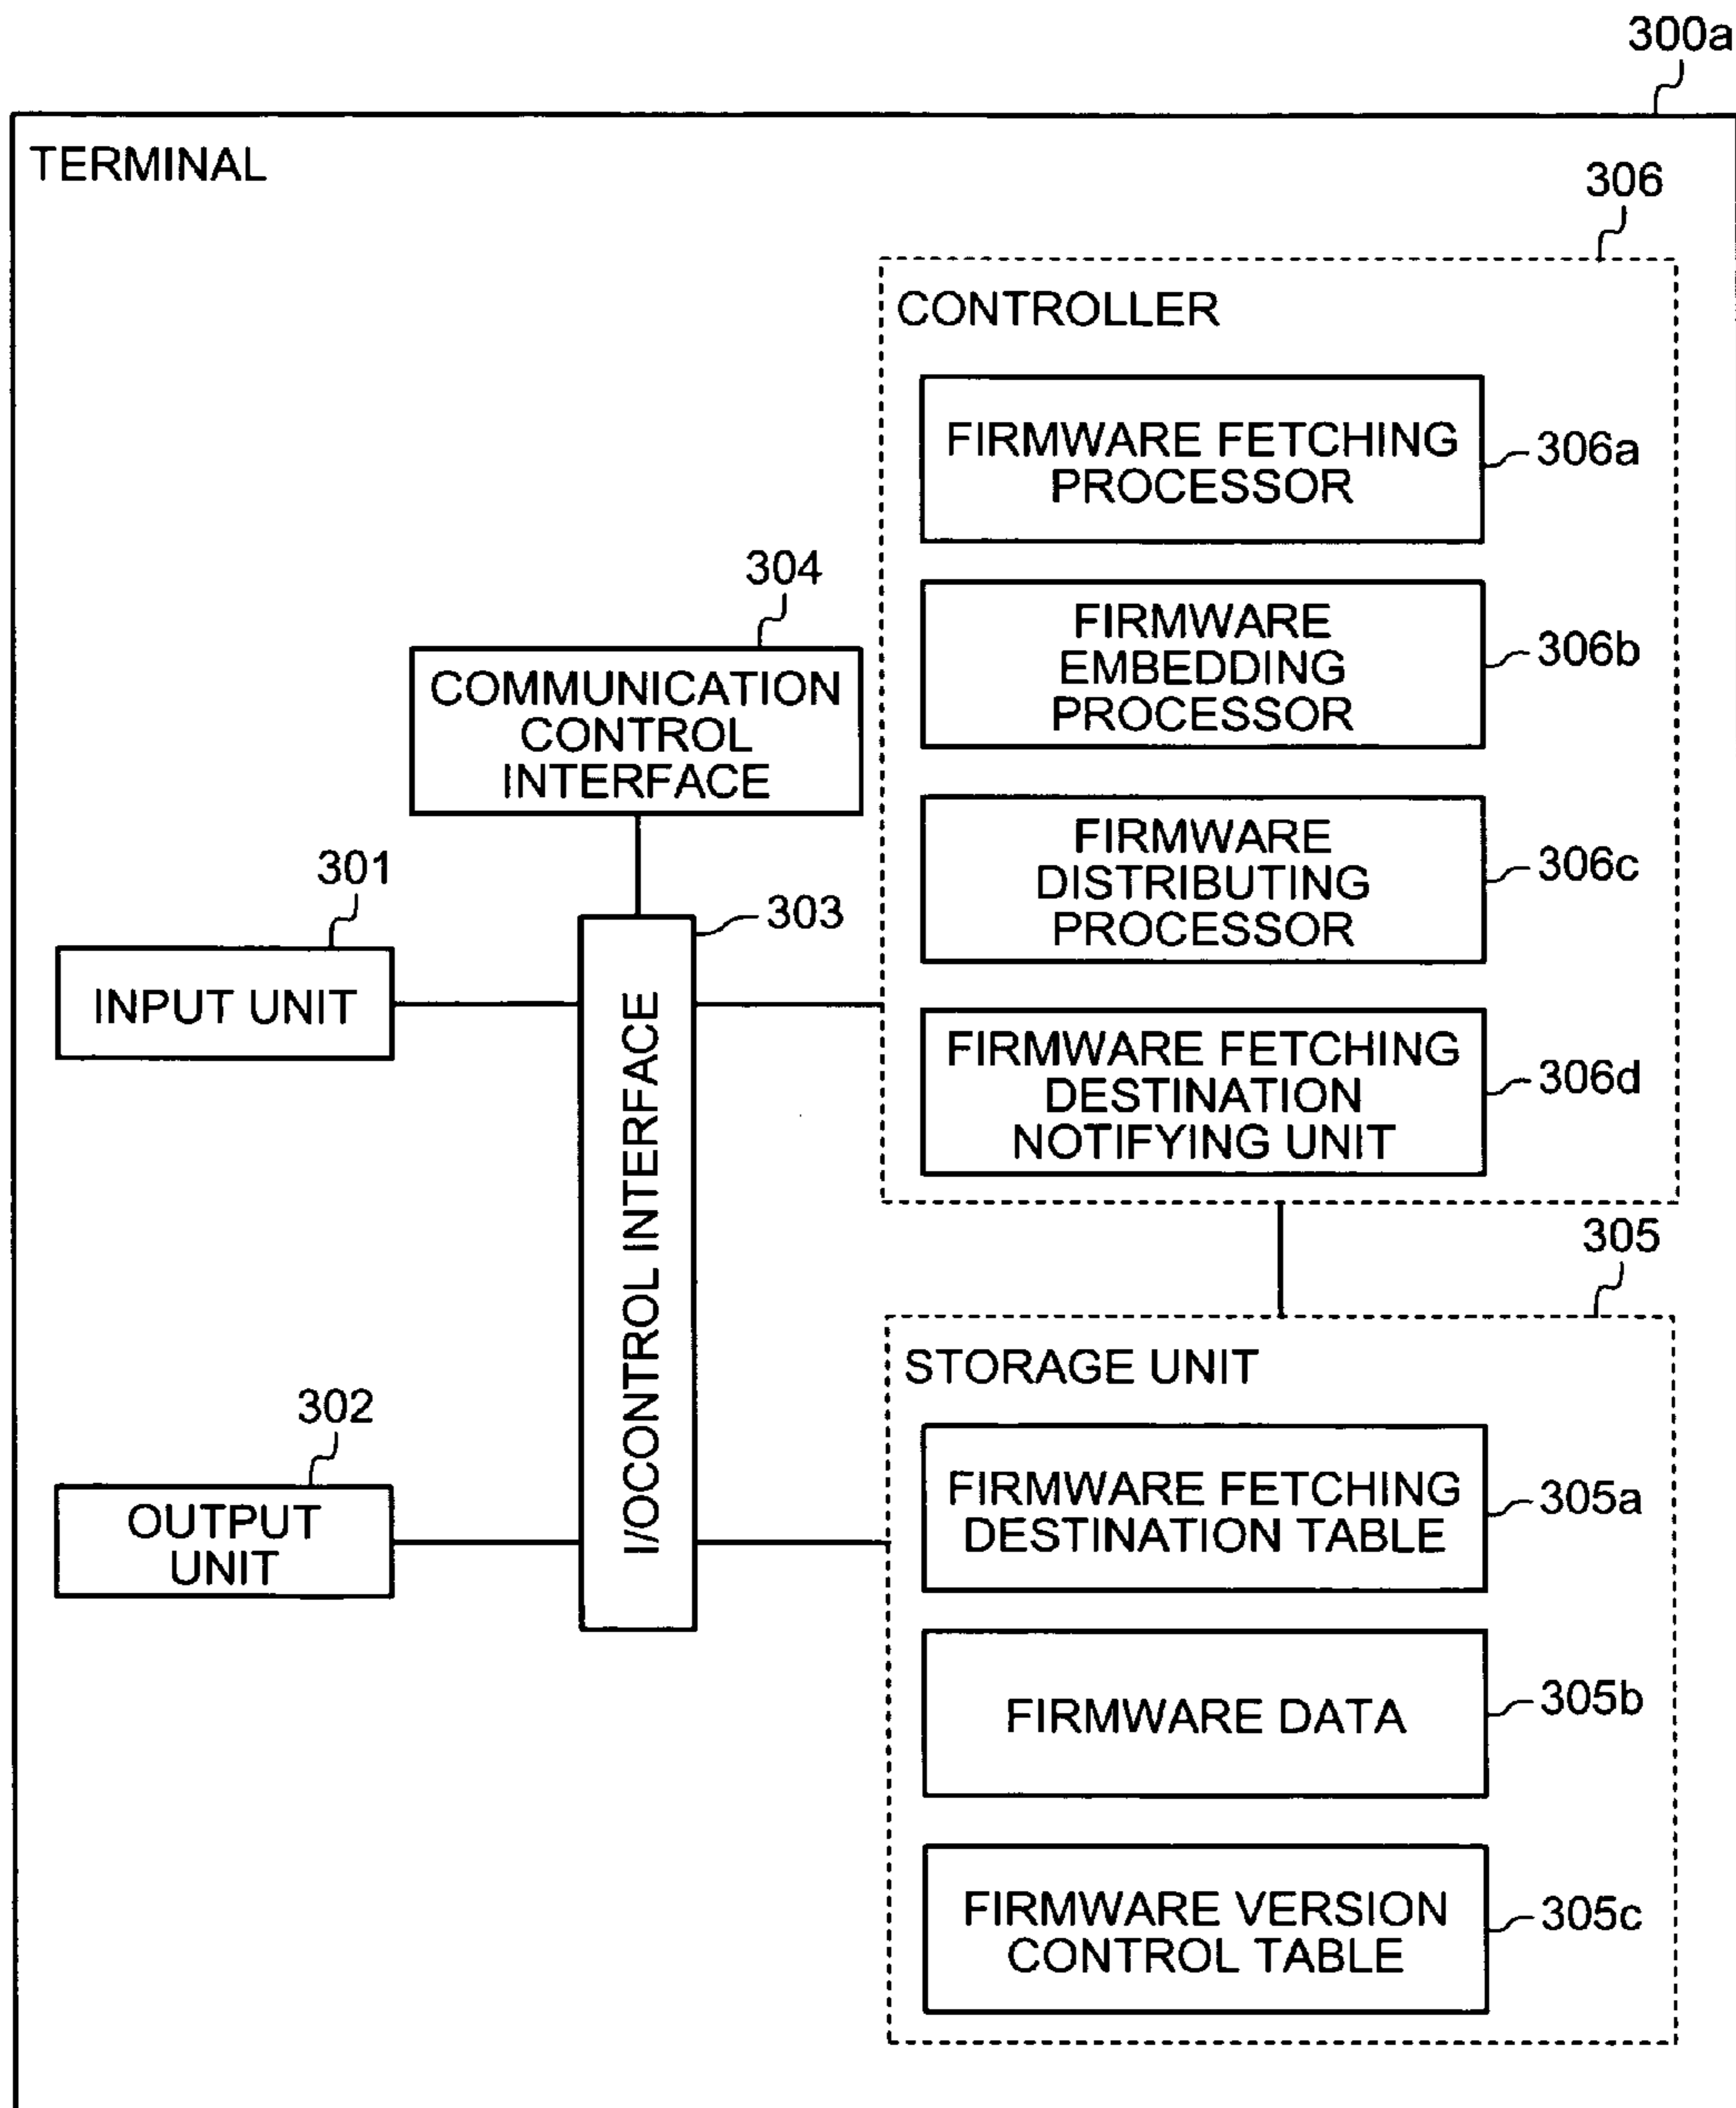 300a
TERMINAL
306
CONTROLLER
FIRMWARE FETCHING
PROCESSOR
306a
FIRMWARE
EMBEDDING
PROCESSOR
306b
FIRMWARE
DISTRIBUTING
PROCESSOR
306c
FIRMWARE FETCHING
DESTINATION
NOTIFYING UNIT
306d
304
COMMUNICATION
CONTROL
INTERFACE
301
INPUT UNIT
303
I/OCONTROL INTERFACE
302
OUTPUT
UNIT
305
STORAGE UNIT
FIRMWARE FETCHING
DESTINATION TABLE
305a
FIRMWARE DATA
305b
FIRMWARE VERSION
CONTROL TABLE
305c